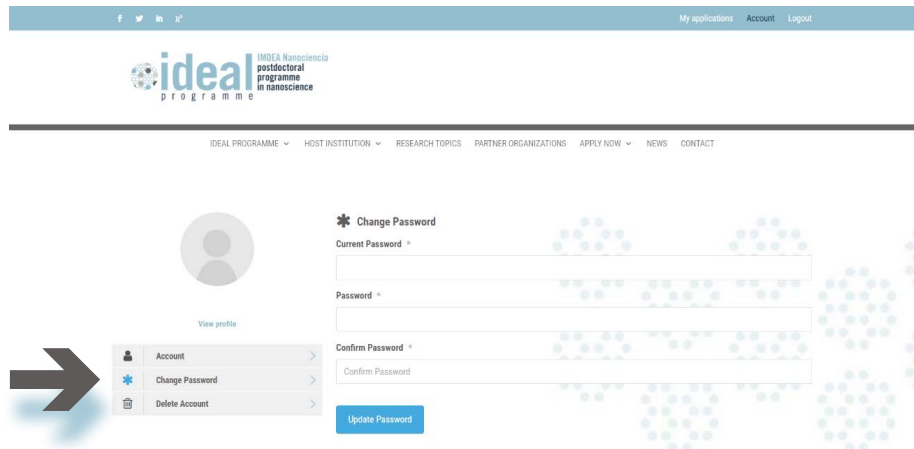 My applications Account Logout
ideal
programme
IMDEA Nanociencia
postdoctoral
programme
in nanoscience
IDEAL PROGRAMME HOST INSTITUTION RESEARCH TOPICS PARTNER ORGANIZATIONS APPLY NOW NEWS CONTACT
View profile
Account
Change Password
Delete Account
Change Password
Current Password *
Password *
Confirm Password *
Confirm Password
Update Password